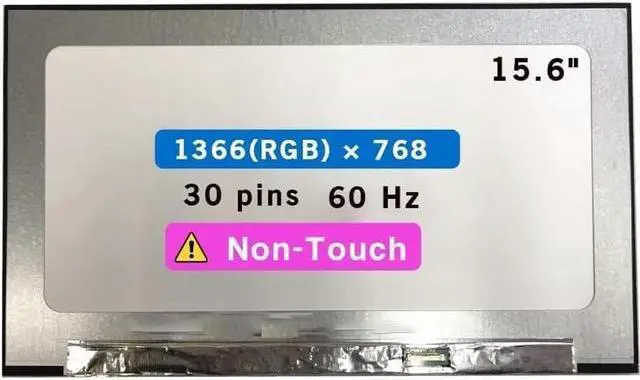 15.6"
1366(RGB) × 768
30 pins 60 Hz
Non-Touch